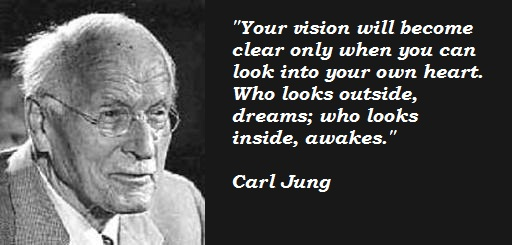 "Your vision will become
clear only when you can
look into your own heart.
Who looks outside,
dreams; who looks
inside, awakes."
Carl Jung